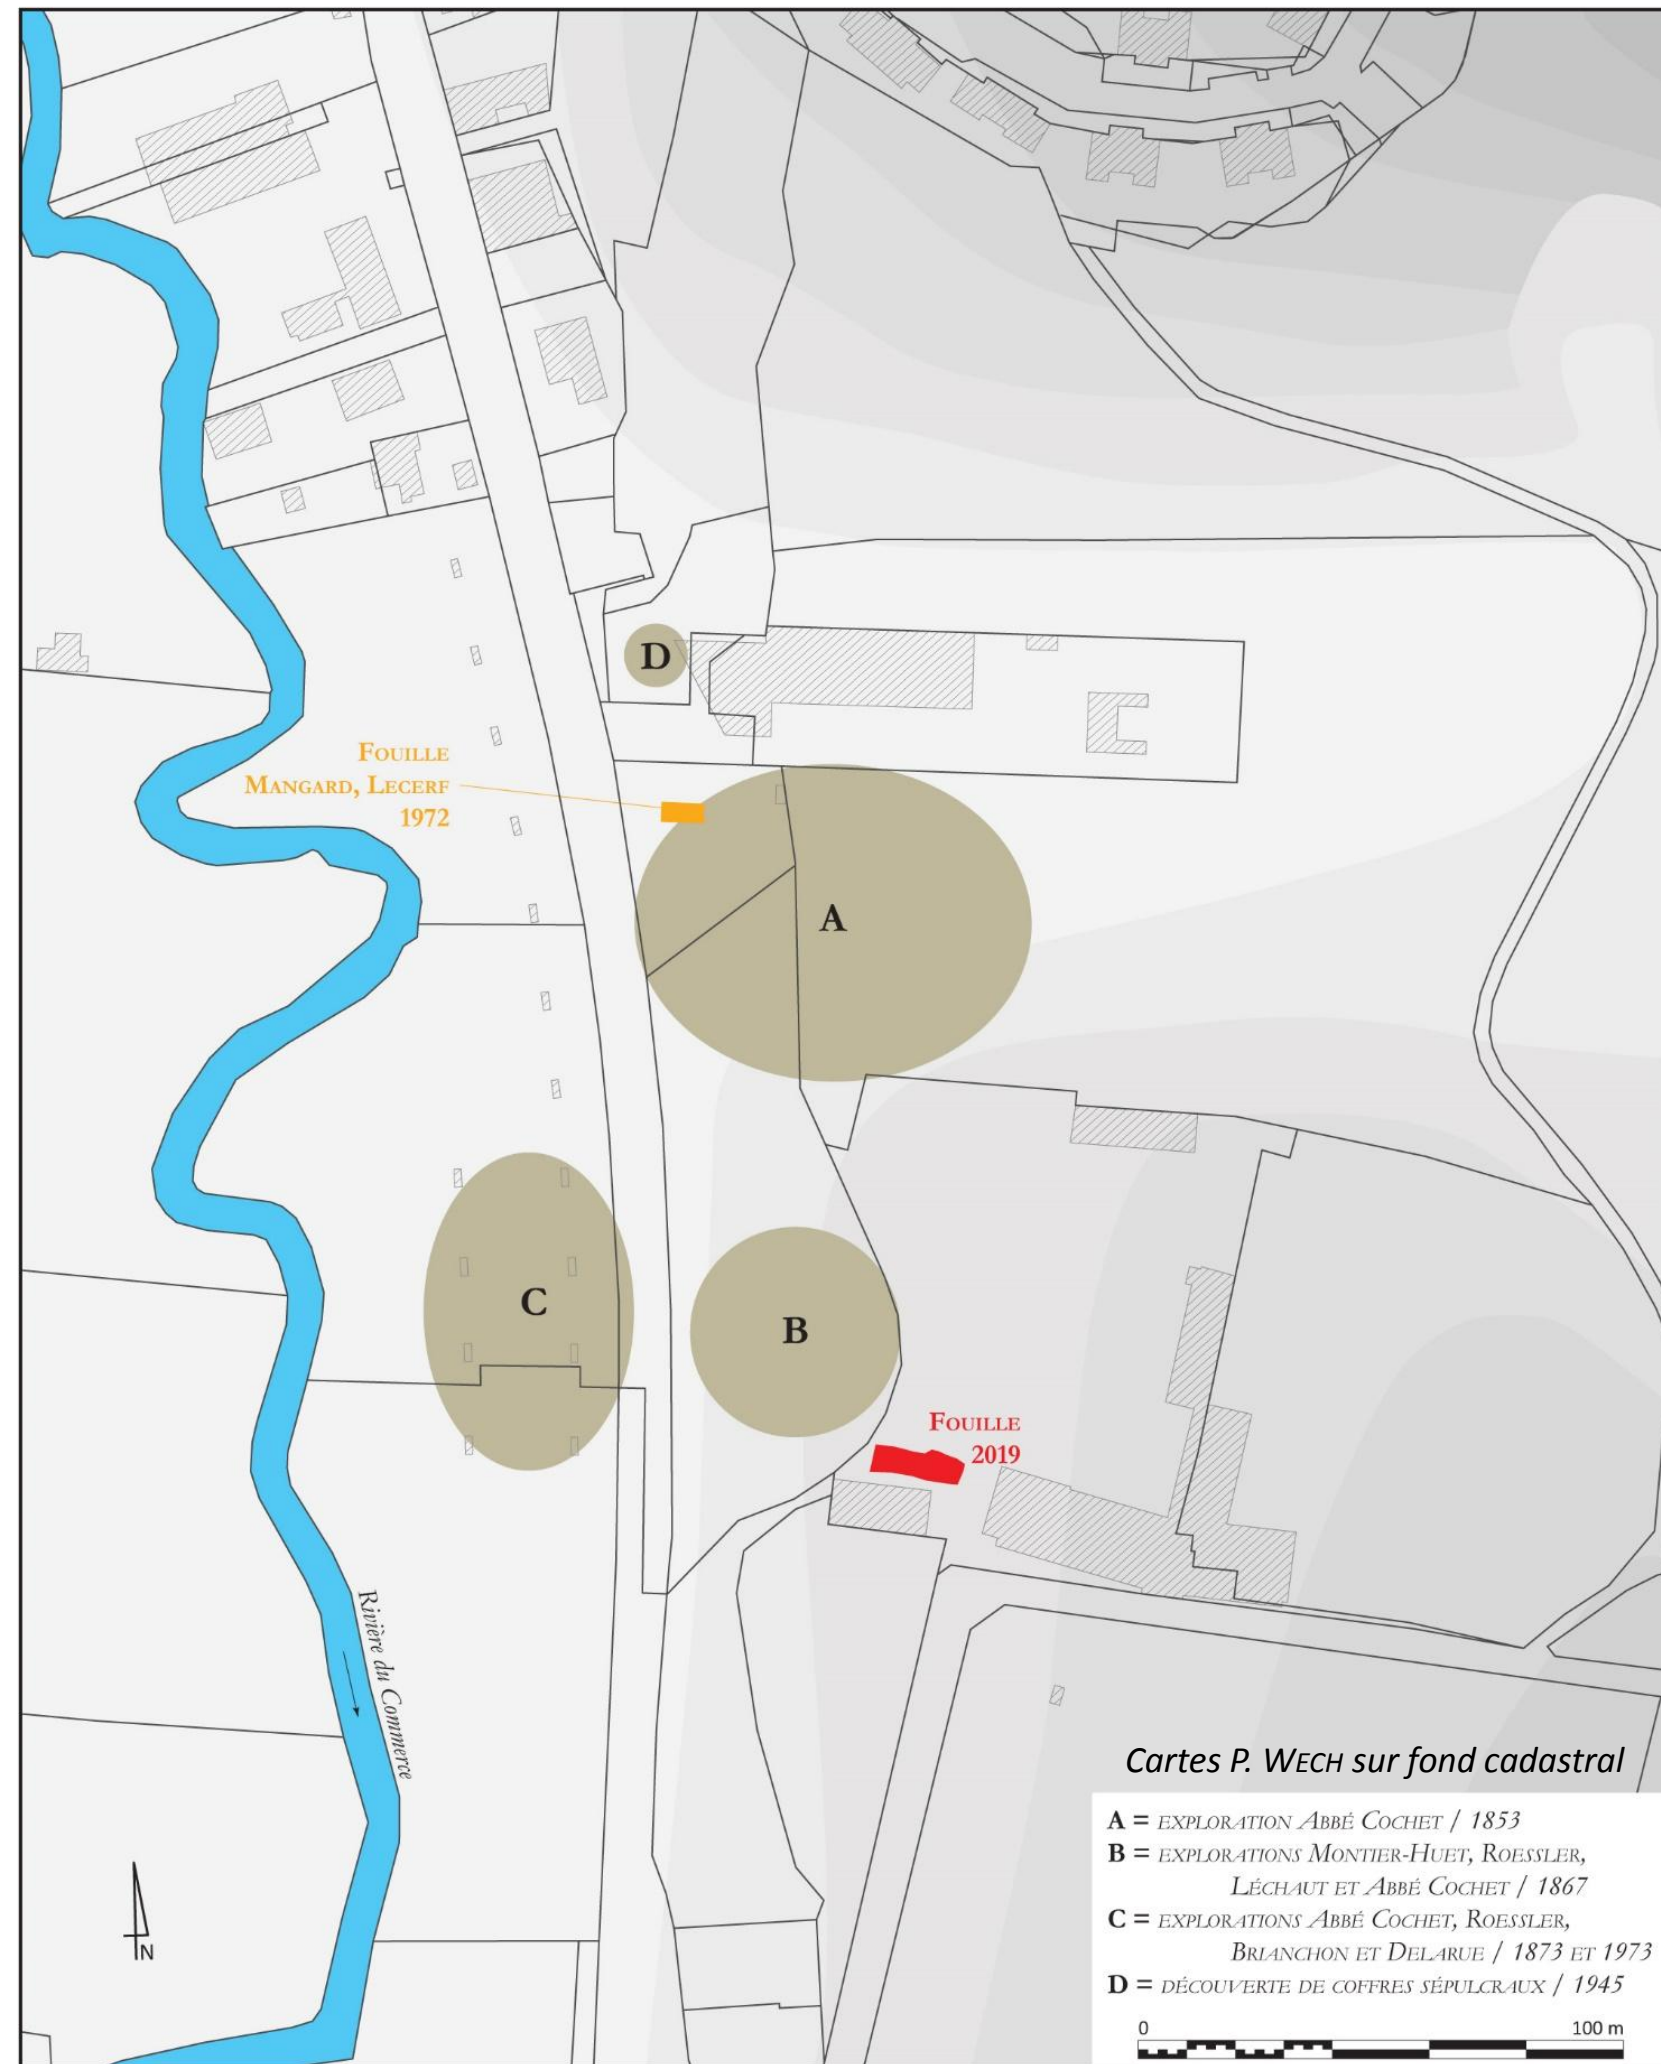 D
FOUILLE
MANGARD, LECERF
1972
A
C
B
FOUILLE
2019
Rivière du Commerce
N
Cartes P. WECH sur fond cadastral
A = EXPLORATION ABBÉ COCHET / 1853
B = EXPLORATIONS MONTIER-HUET, ROESSLER,
LÉCHAUT ET ABBÉ COCHET / 1867
C = EXPLORATIONS ABBÉ COCHET, ROESSLER,
BRIANCHON ET DELARUE / 1873 ET 1973
D = DÉCOUVERTE DE COFFRES SÉPULCRAUX / 1945
0 100 m